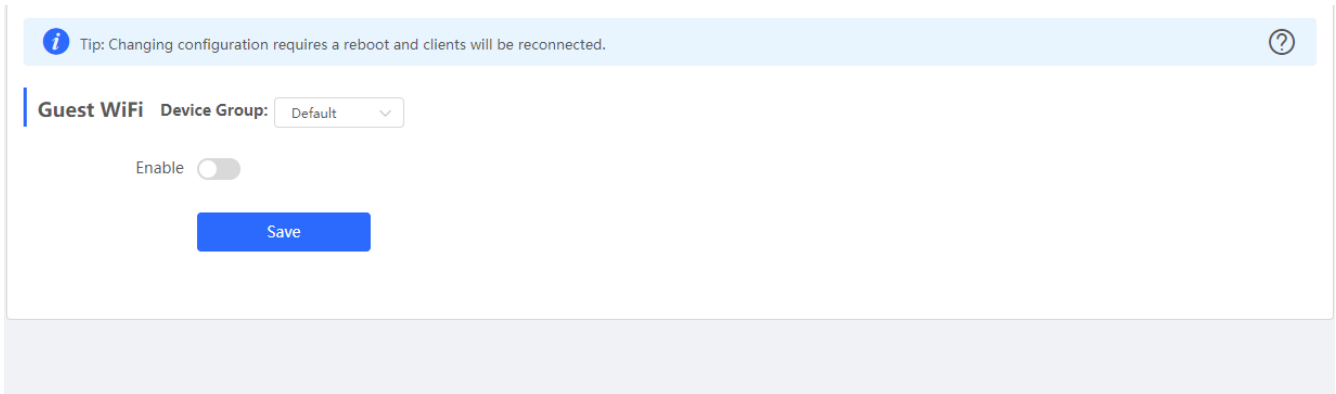 Tip: Changing configuration requires a reboot and clients will be reconnected.
Guest WiFi Device Group: Default
Enable
Save